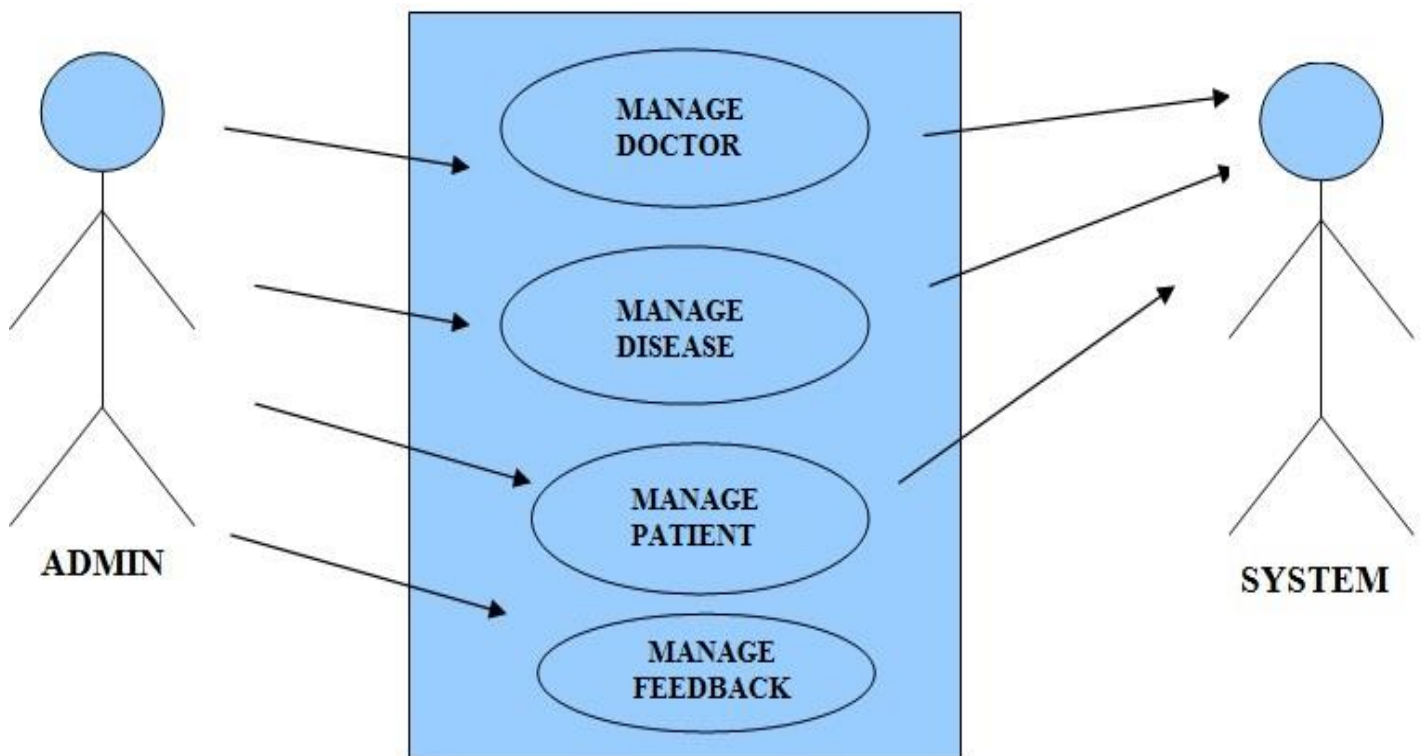 MANAGE
DOCTOR
MANAGE
DISEASE
MANAGE
PATIENT
MANAGE
FEEDBACK
ADMIN
SYSTEM